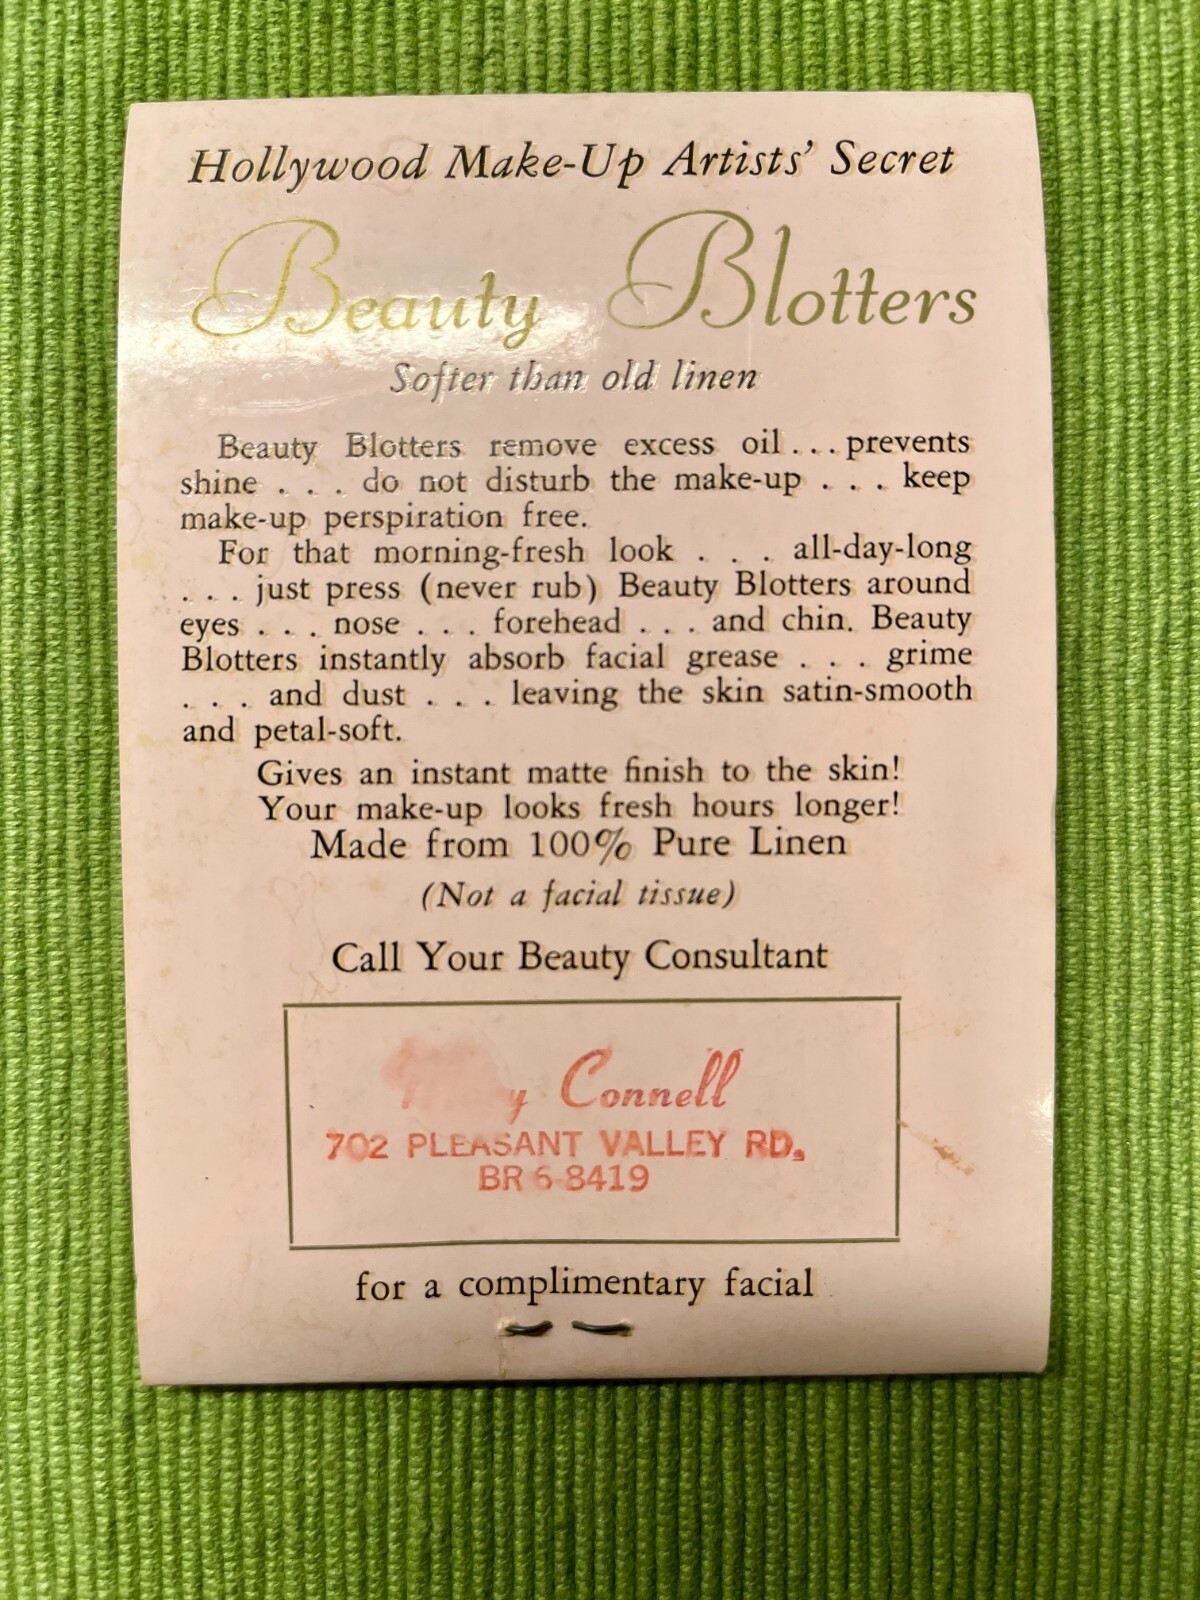 Hollywood Make-Up Artists' Secret
Beauty Blotters
Softer than old linen
Beauty Blotters remove excess oil . . . prevents
shine . . . do not disturb the make-up . . . keep
make-up perspiration free.
For that morning-fresh look . . . all-day-long
. . . just press (never rub) Beauty Blotters around
eyes . . . nose . . . forehead . . . and chin. Beauty
Blotters instantly absorb facial grease . . . grime
. . . and dust . . . leaving the skin satin-smooth
and petal-soft.
Gives an instant matte finish to the skin!
Your make-up looks fresh hours longer!
Made from 100% Pure Linen
(Not a facial tissue)
Call Your Beauty Consultant
Connell
702 PLEASANT VALLEY RD.
BR 6-8419
for a complimentary facial